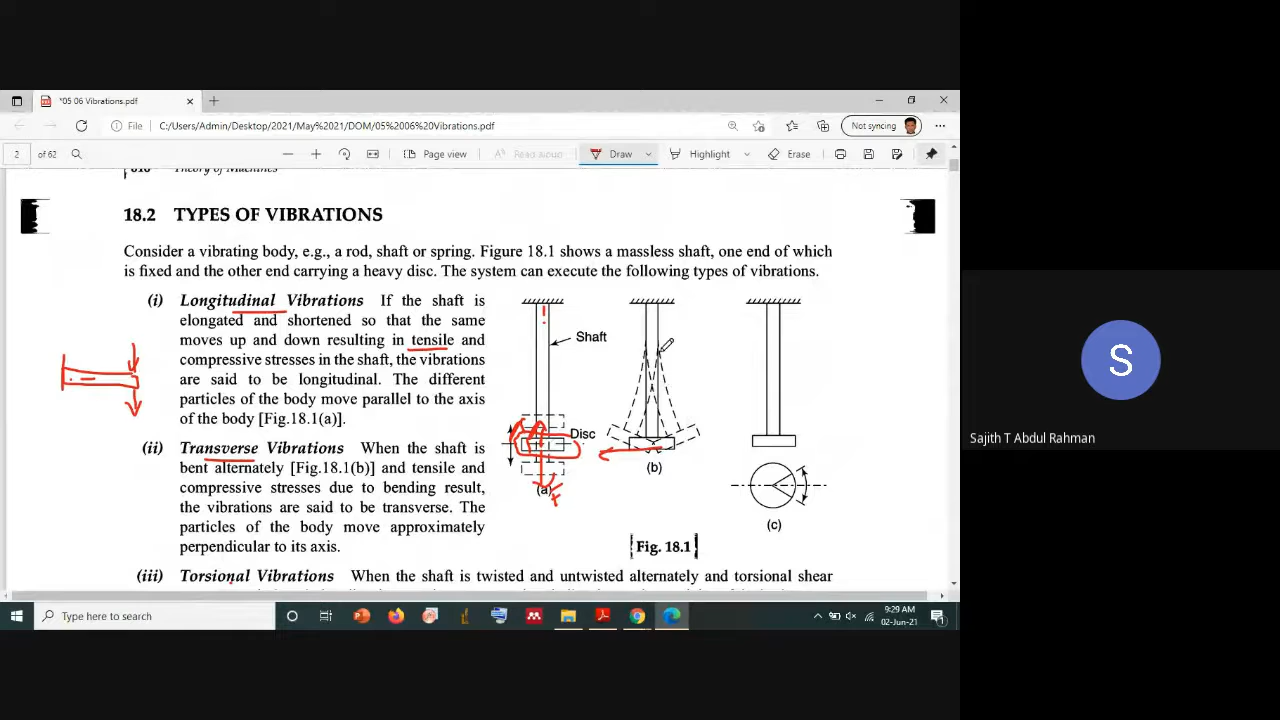 *05 06 Vibrations.pdf
File C:/Users/Admin/Desktop/2021/May%2021/DOM/05%2006%20Vibrations.pdf
Not syncing
2 of 62
Page view
Read aloud
Draw
Highlight
Erase
Theory of Machines
18.2 TYPES OF VIBRATIONS
Consider a vibrating body, e.g., a rod, shaft or spring. Figure 18.1 shows a massless shaft, one end of which
is fixed and the other end carrying a heavy disc. The system can execute the following types of vibrations.
(i) Longitudinal Vibrations If the shaft is
elongated and shortened so that the same
moves up and down resulting in tensile and
compressive stresses in the shaft, the vibrations
are said to be longitudinal. The different
particles of the body move parallel to the axis
of the body [Fig.18.1(a)].
(ii) Transverse Vibrations When the shaft is
bent alternately [Fig.18.1(b)] and tensile and
compressive stresses due to bending result,
the vibrations are said to be transverse. The
particles of the body move approximately
perpendicular to its axis.
(iii) Torsional Vibrations When the shaft is twisted and untwisted alternately and torsional shear
Shaft
Disc
(a)
(b)
(c)
Fig. 18.1
Type here to search
9:29 AM
02-Jun-21
S
Sajith T Abdul Rahman